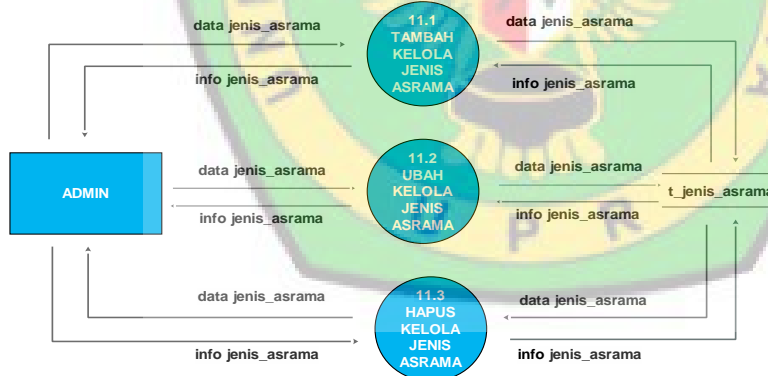 data jenis_asrama
11.1
TAMBAH
KELOLA
JENIS
ASRAMA
data jenis_asrama
info jenis_asrama
info jenis_asrama
ADMIN
data jenis_asrama
11.2
UBAH
KELOLA
JENIS
ASRAMA
data jenis_asrama
t_jenis_asrama
info jenis_asrama
info jenis_asrama
data jenis_asrama
11.3
HAPUS
KELOLA
JENIS
ASRAMA
data jenis_asrama
info jenis_asrama
info jenis_asrama
U P R